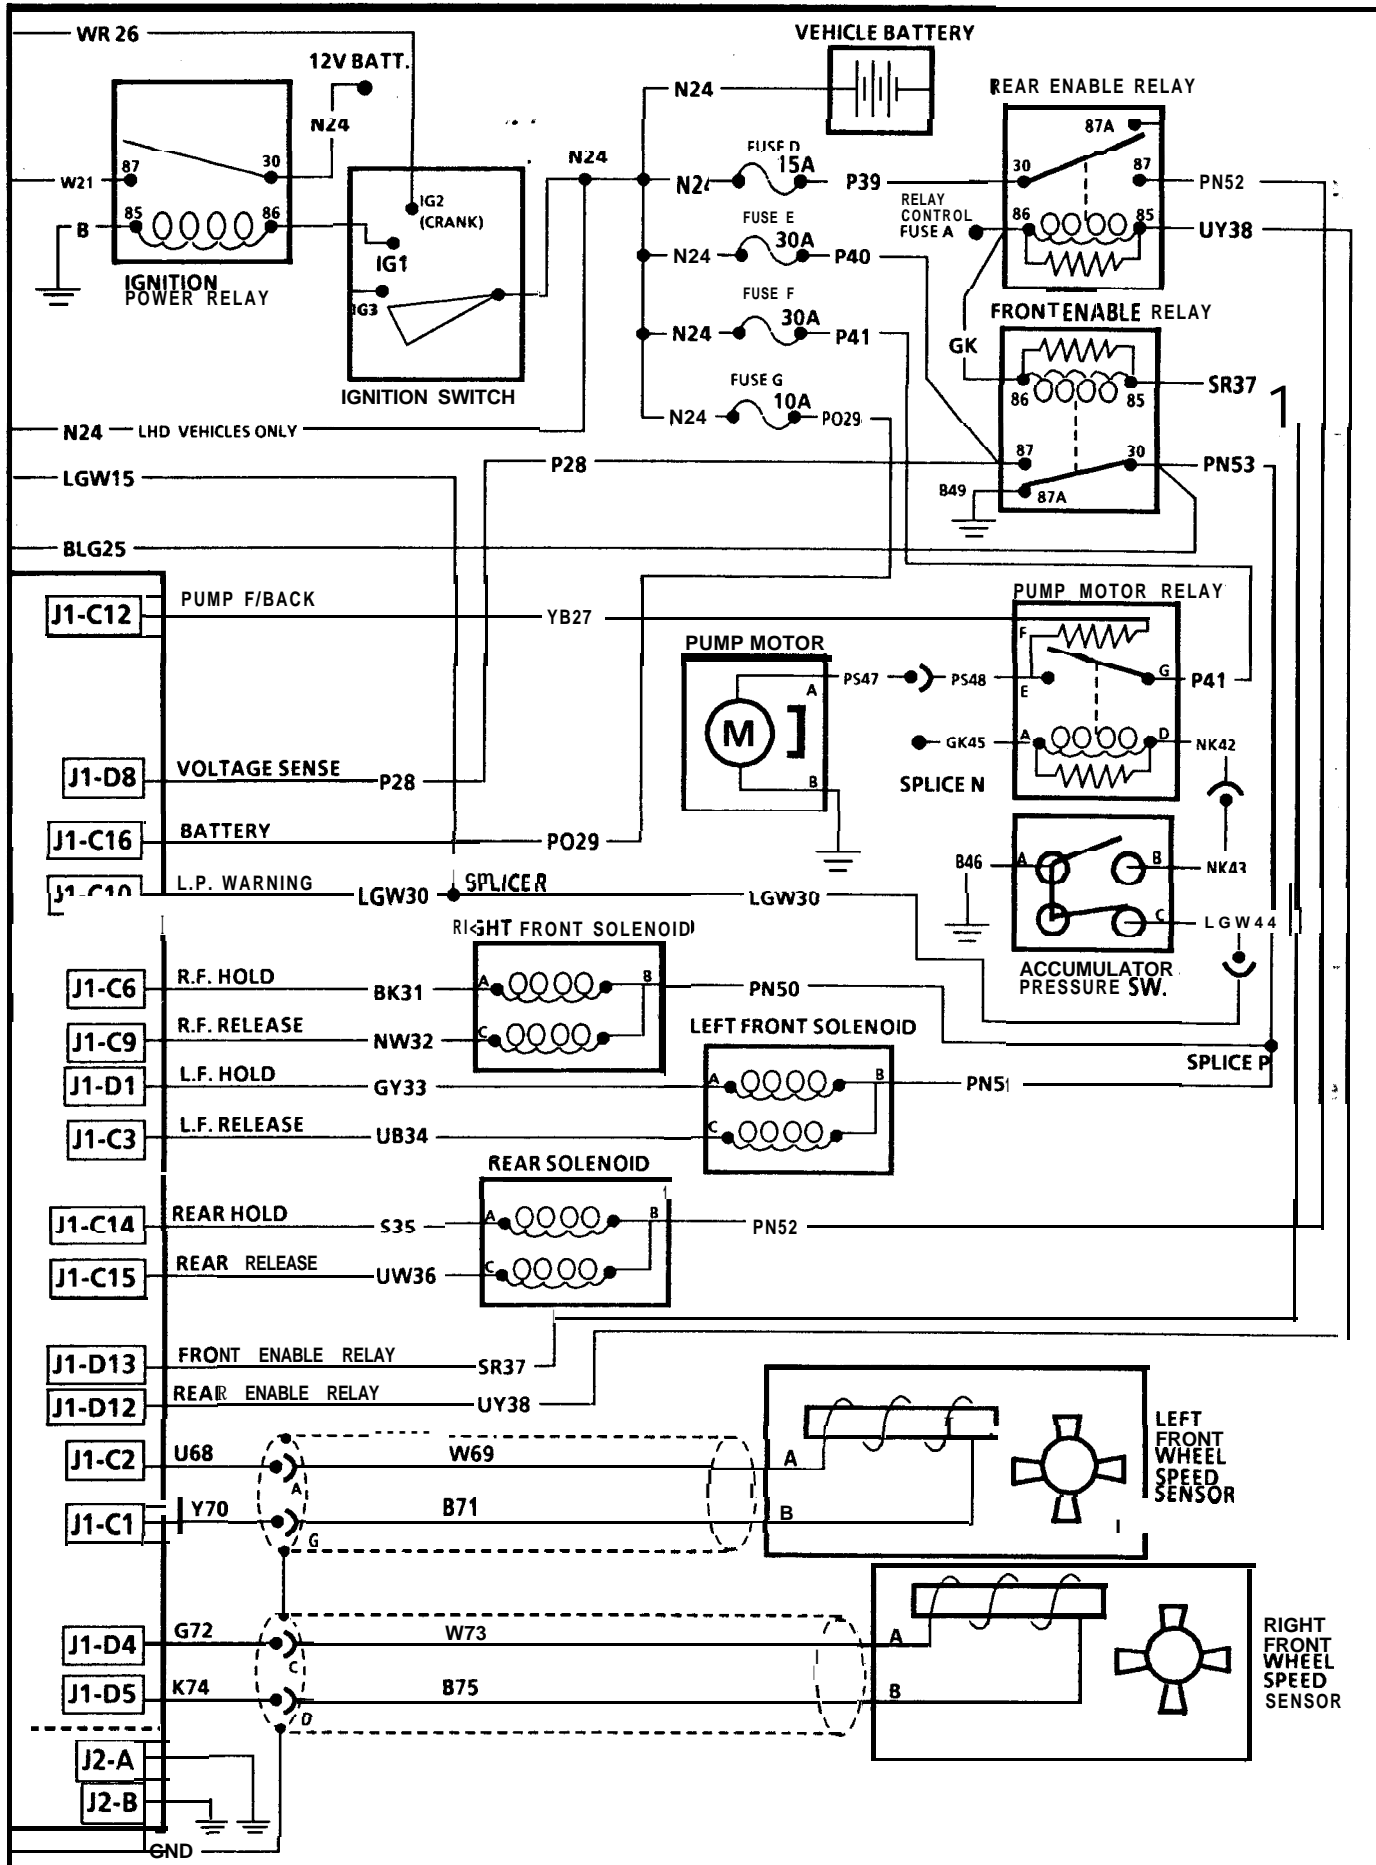 WR 26
VEHICLE BATTERY
12V BATT.
N24
N24
REAR ENABLE RELAY
87A
87
30
W21
85
86
B
IGNITION
POWER RELAY
IG2
(CRANK)
IG1
IG3
IGNITION SWITCH
N24
FUSE D
15A
P39
FUSE E
N24
30A
P40
FUSE F
N24
30A
P41
FUSE G
N24
10A
PO29
30
87
PN52
RELAY
CONTROL
FUSE A
86
85
UY38
FRONT ENABLE RELAY
GK
86
85
SR37
1
87
30
PN53
B49
87A
N24
LHD VEHICLES ONLY
P28
LGW15
BLG25
J1-C12
PUMP F/BACK
YB27
PUMP MOTOR RELAY
F
G
E
P41
A
D
GK45
NK42
SPLICE N
PUMP MOTOR
A
M
B
PS47
PS48
J1-D8
VOLTAGE SENSE
P28
J1-C16
BATTERY
PO29
B46
A
B
NK43
C
LGW44
ACCUMULATOR
PRESSURE SW.
J1-C10
L.P. WARNING
LGW30
SPLICE R
LGW30
RIGHT FRONT SOLENOID
J1-C6
R.F. HOLD
BK31
A
B
PN50
J1-C9
R.F. RELEASE
NW32
C
LEFT FRONT SOLENOID
SPLICE P
J1-D1
L.F. HOLD
GY33
A
B
PN51
J1-C3
L.F. RELEASE
UB34
C
REAR SOLENOID
J1-C14
REAR HOLD
S35
A
B
PN52
J1-C15
REAR RELEASE
UW36
C
J1-D13
FRONT ENABLE RELAY
SR37
J1-D12
REAR ENABLE RELAY
UY38
J1-C2
U68
A
W69
A
LEFT
FRONT
WHEEL
SPEED
SENSOR
J1-C1
Y70
G
B71
B
J1-D4
G72
C
W73
A
RIGHT
FRONT
WHEEL
SPEED
SENSOR
J1-D5
K74
D
B75
B
J2-A
J2-B
GND